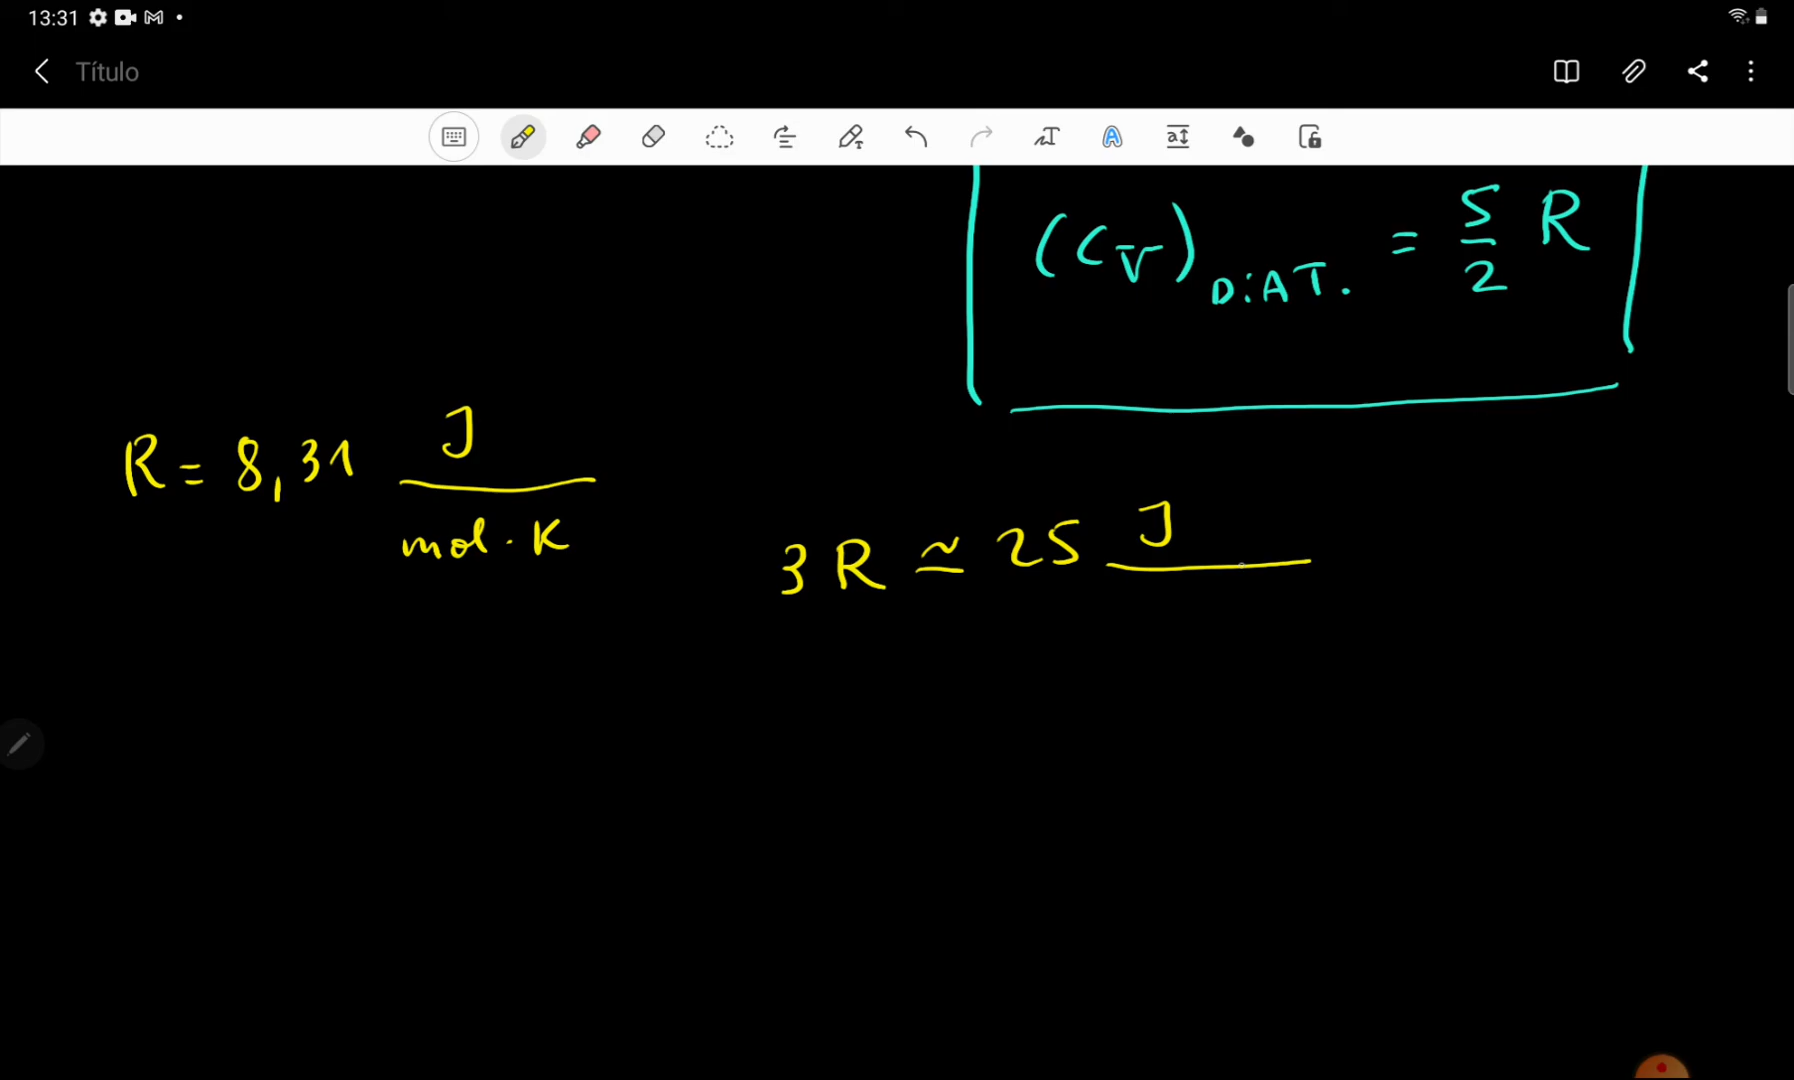 13:31
Título
(C_V)_DiAT. = 5/2 R
R = 8,31 J/mol·K
3R ≃ 25 J